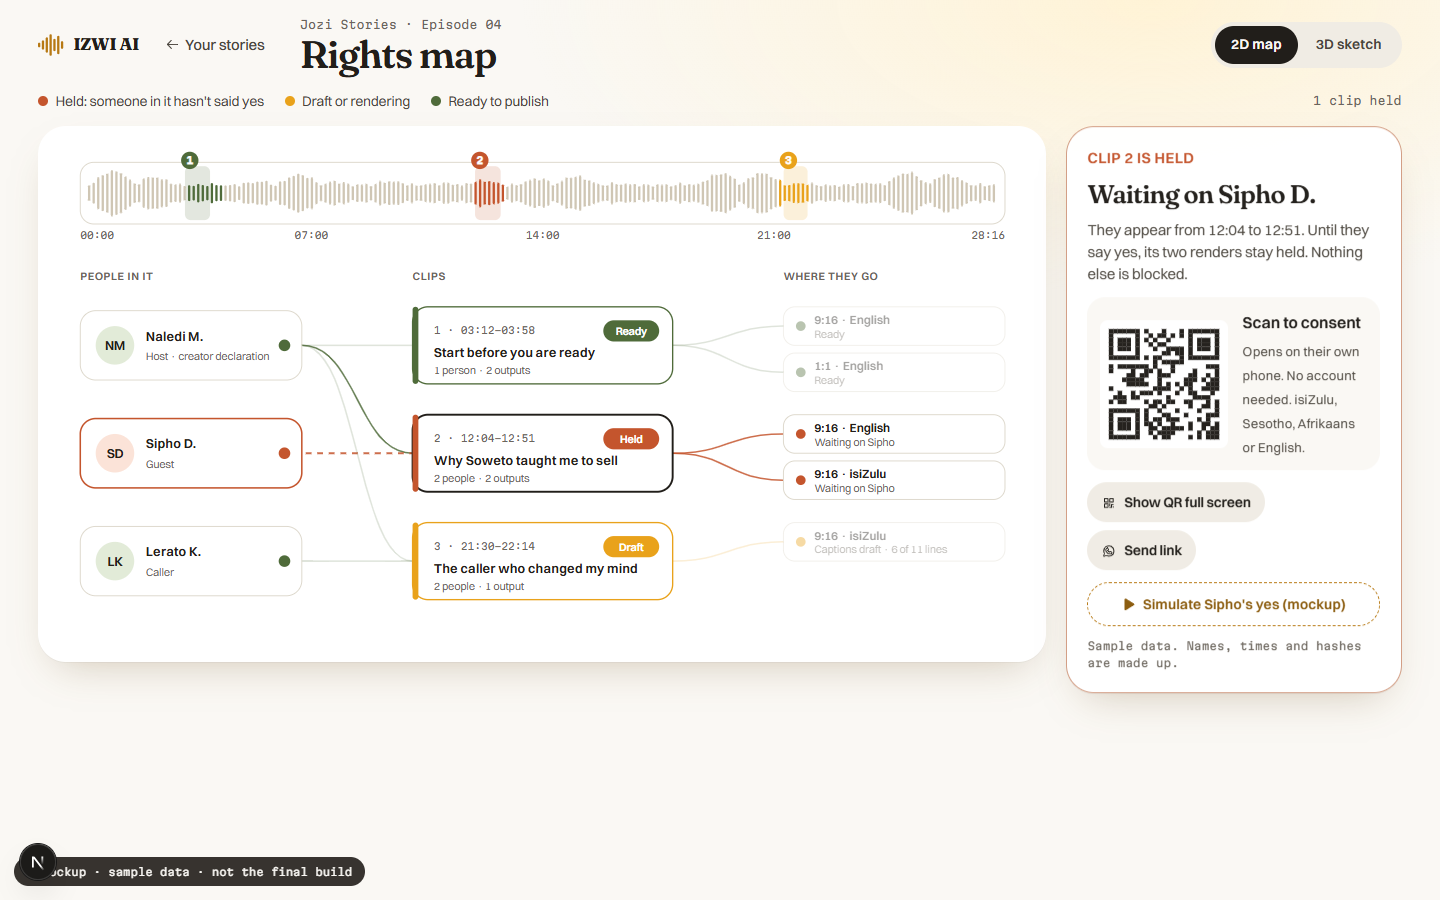 Jozi Stories · Episode 04
IZWI AI
← Your stories
Rights map
2D map
3D sketch
Held: someone in it hasn't said yes
Draft or rendering
Ready to publish
1 clip held
1
2
3
00:00
07:00
14:00
21:00
28:16
PEOPLE IN IT
CLIPS
WHERE THEY GO
NM
Naledi M.
Host · creator declaration
SD
Sipho D.
Guest
LK
Lerato K.
Caller
1 · 03:12–03:58
Ready
Start before you are ready
1 person · 2 outputs
2 · 12:04–12:51
Held
Why Soweto taught me to sell
2 people · 2 outputs
3 · 21:30–22:14
Draft
The caller who changed my mind
2 people · 1 output
9:16 · English
Ready
1:1 · English
Ready
9:16 · English
Waiting on Sipho
9:16 · isiZulu
Waiting on Sipho
9:16 · isiZulu
Captions draft · 6 of 11 lines
CLIP 2 IS HELD
Waiting on Sipho D.
They appear from 12:04 to 12:51. Until they
say yes, its two renders stay held. Nothing
else is blocked.
Scan to consent
Opens on their own
phone. No account
needed. isiZulu,
Sesotho, Afrikaans
or English.
Show QR full screen
Send link
Simulate Sipho's yes (mockup)
Sample data. Names, times and hashes
are made up.
N
ockup · sample data · not the final build